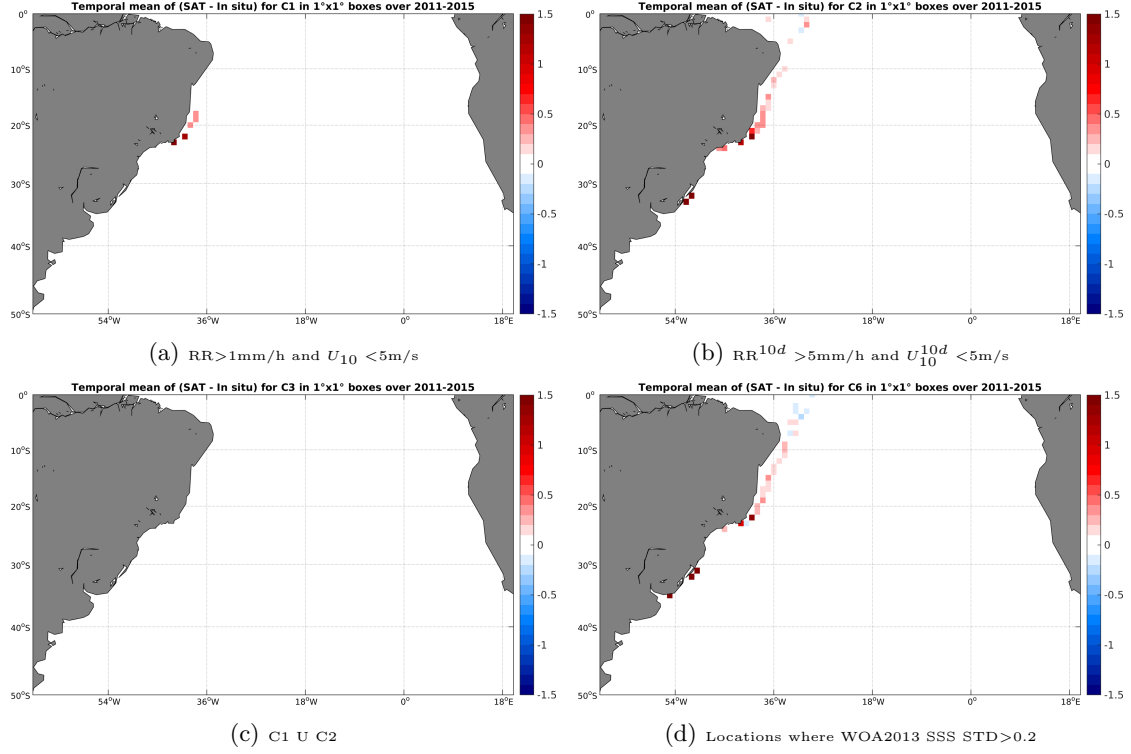 Temporal mean of (SAT - In situ) for C1 in 1°x1° boxes over 2011-2015
0°
10°S
20°S
30°S
40°S
50°S
54°W
36°W
18°W
0°
18°E
1.5
1
0.5
0
-0.5
-1
-1.5
(a) RR>1mm/h and U10 <5m/s
Temporal mean of (SAT - In situ) for C2 in 1°x1° boxes over 2011-2015
0°
10°S
20°S
30°S
40°S
50°S
54°W
36°W
18°W
0°
18°E
1.5
1
0.5
0
-0.5
-1
-1.5
(b) RR^10d >5mm/h and U10^10d <5m/s
Temporal mean of (SAT - In situ) for C3 in 1°x1° boxes over 2011-2015
0°
10°S
20°S
30°S
40°S
50°S
54°W
36°W
18°W
0°
18°E
1.5
1
0.5
0
-0.5
-1
-1.5
(c) C1 U C2
Temporal mean of (SAT - In situ) for C6 in 1°x1° boxes over 2011-2015
0°
10°S
20°S
30°S
40°S
50°S
54°W
36°W
18°W
0°
18°E
1.5
1
0.5
0
-0.5
-1
-1.5
(d) Locations where WOA2013 SSS STD>0.2